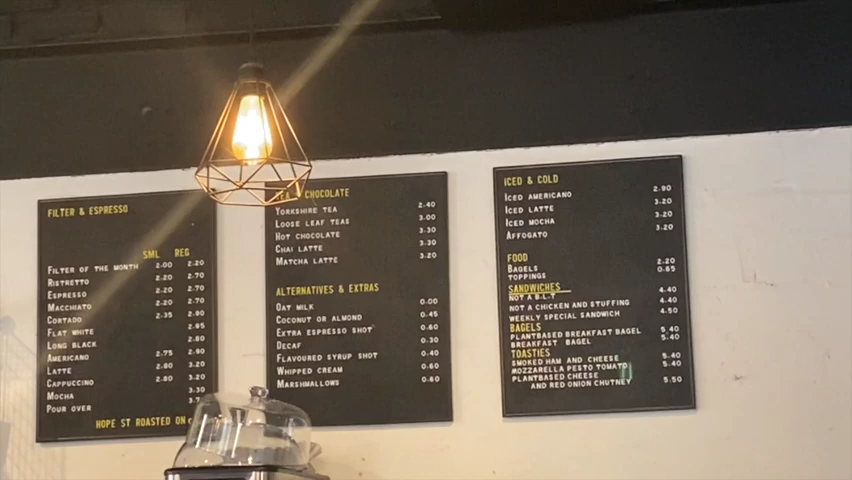 FILTER & ESPRESSO
SML REG
FILTER OF THE MONTH 2.00 2.20
RISTRETTO 2.20 2.70
ESPRESSO 2.20 2.70
MACCHIATO 2.20 2.70
CORTADO 2.35 2.90
FLAT WHITE
LONG BLACK 2.80
AMERICANO 2.75 2.90
LATTE 2.80 3.20
CAPPUCCINO 2.80
MOCHA
POUR OVER
HOPE ST ROASTED ON
CHOCOLATE
YORKSHIRE TEA 2.40
LOOSE LEAF TEAS 3.00
HOT CHOCOLATE 3.30
CHAI LATTE 3.30
MATCHA LATTE 3.20
ALTERNATIVES & EXTRAS
OAT MILK 0.00
COCONUT OR ALMOND 0.45
EXTRA ESPRESSO SHOT 0.60
DECAF 0.30
FLAVOURED SYRUP SHOT 0.40
WHIPPED CREAM 0.60
MARSHMALLOWS 0.60
ICED & COLD
ICED AMERICANO 2.90
ICED LATTE 3.20
ICED MOCHA 3.20
AFFOGATO 3.20
FOOD
BAGELS 2.20
TOPPINGS 0.65
SANDWICHES
NOT A B-L-T 4.40
NOT A CHICKEN AND STUFFING 4.40
WEEKLY SPECIAL SANDWICH 4.50
BAGELS
PLANTBASED BREAKFAST BAGEL 5.40
BREAKFAST BAGEL 5.40
TOASTIES
SMOKED HAM AND CHEESE 5.40
MOZZARELLA PESTO TOMATO 5.40
PLANTBASED CHEESE
AND RED ONION CHUTNEY 5.50